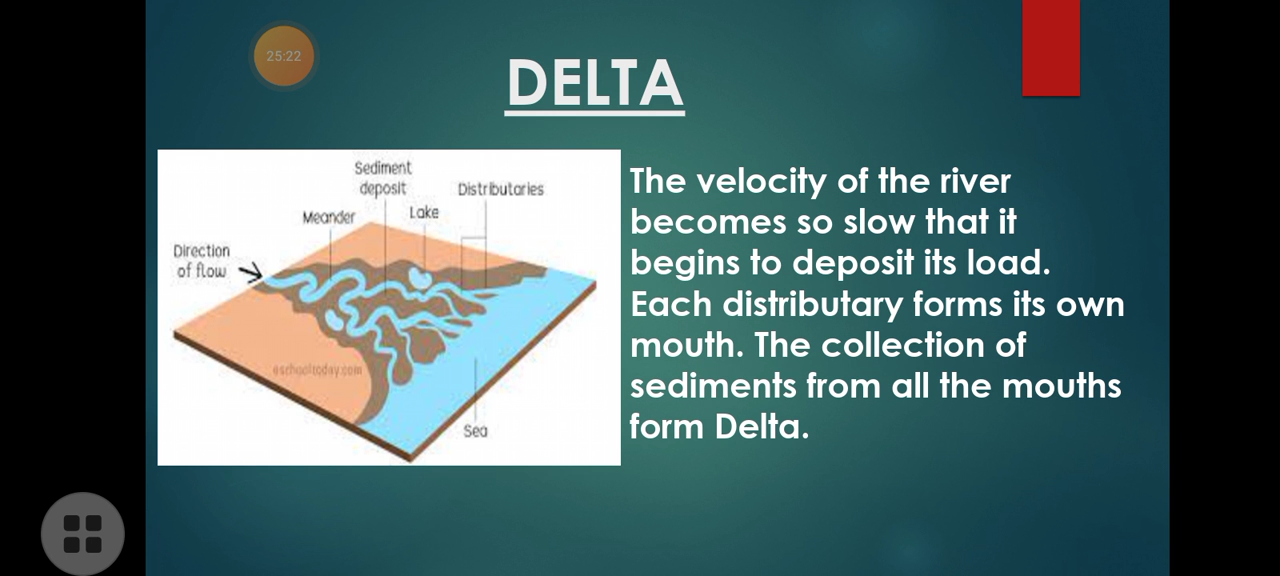 25:22
DELTA
Sediment
deposit
Distributaries
Meander
Lake
Direction
of flow
eschooltoday.com
Sea
The velocity of the river
becomes so slow that it
begins to deposit its load.
Each distributary forms its own
mouth. The collection of
sediments from all the mouths
form Delta.